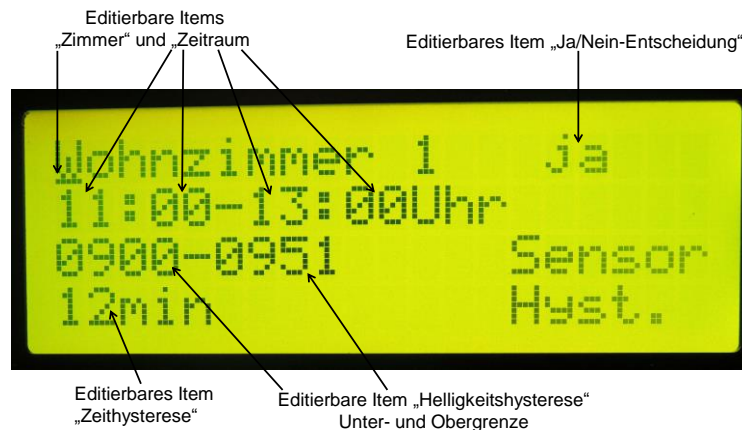 Editierbare Items
„Zimmer“ und „Zeitraum
Editierbares Item „Ja/Nein-Entscheidung“
Wohnzimmer 1 Ja
11:00-13:00Uhr
0900-0951 Sensor
12min Hyst.
Editierbares Item
„Zeithysterese“
Editierbare Item „Helligkeitshysterese“
Unter- und Obergrenze